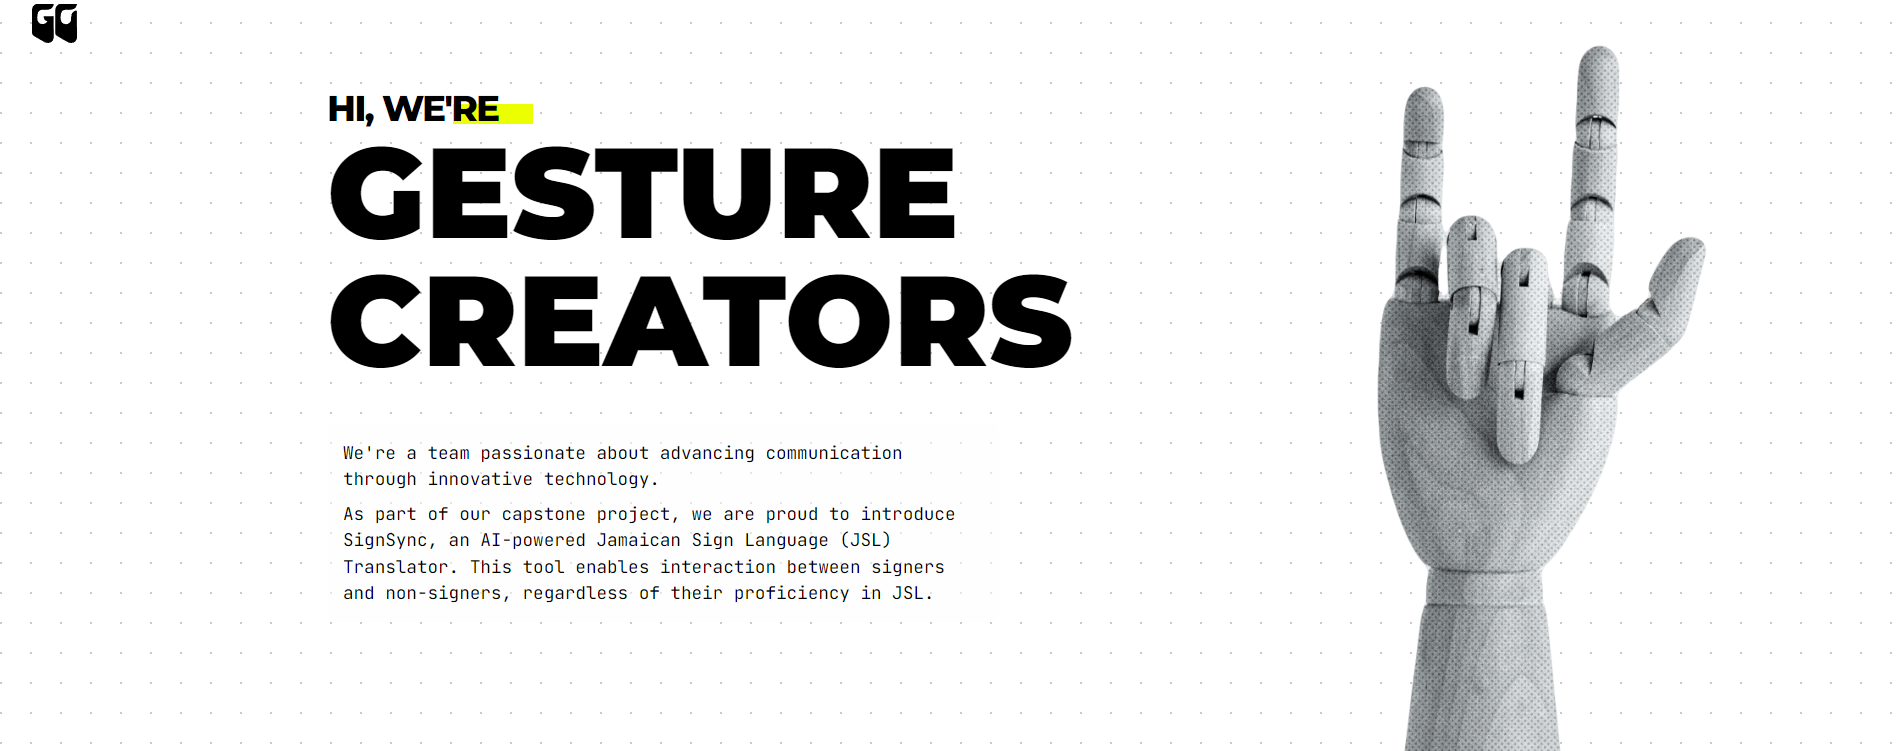 GC
HI, WE'RE
GESTURE
CREATORS
We're a team passionate about advancing communication
through innovative technology.
As part of our capstone project, we are proud to introduce
SignSync, an AI-powered Jamaican Sign Language (JSL)
Translator. This tool enables interaction between signers
and non-signers, regardless of their proficiency in JSL.